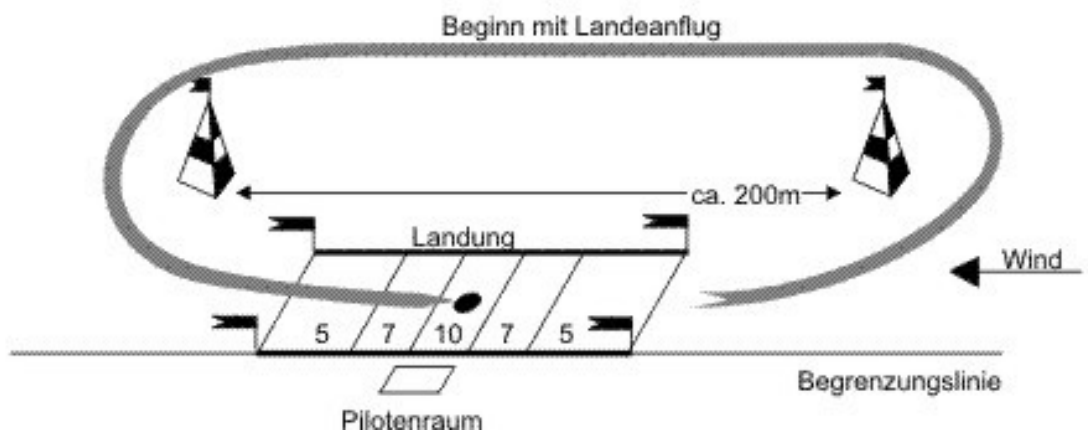 Beginn mit Landeanflug
ca. 200m
Landung
Wind
5 7 10 7 5
Begrenzungslinie
Pilotenraum